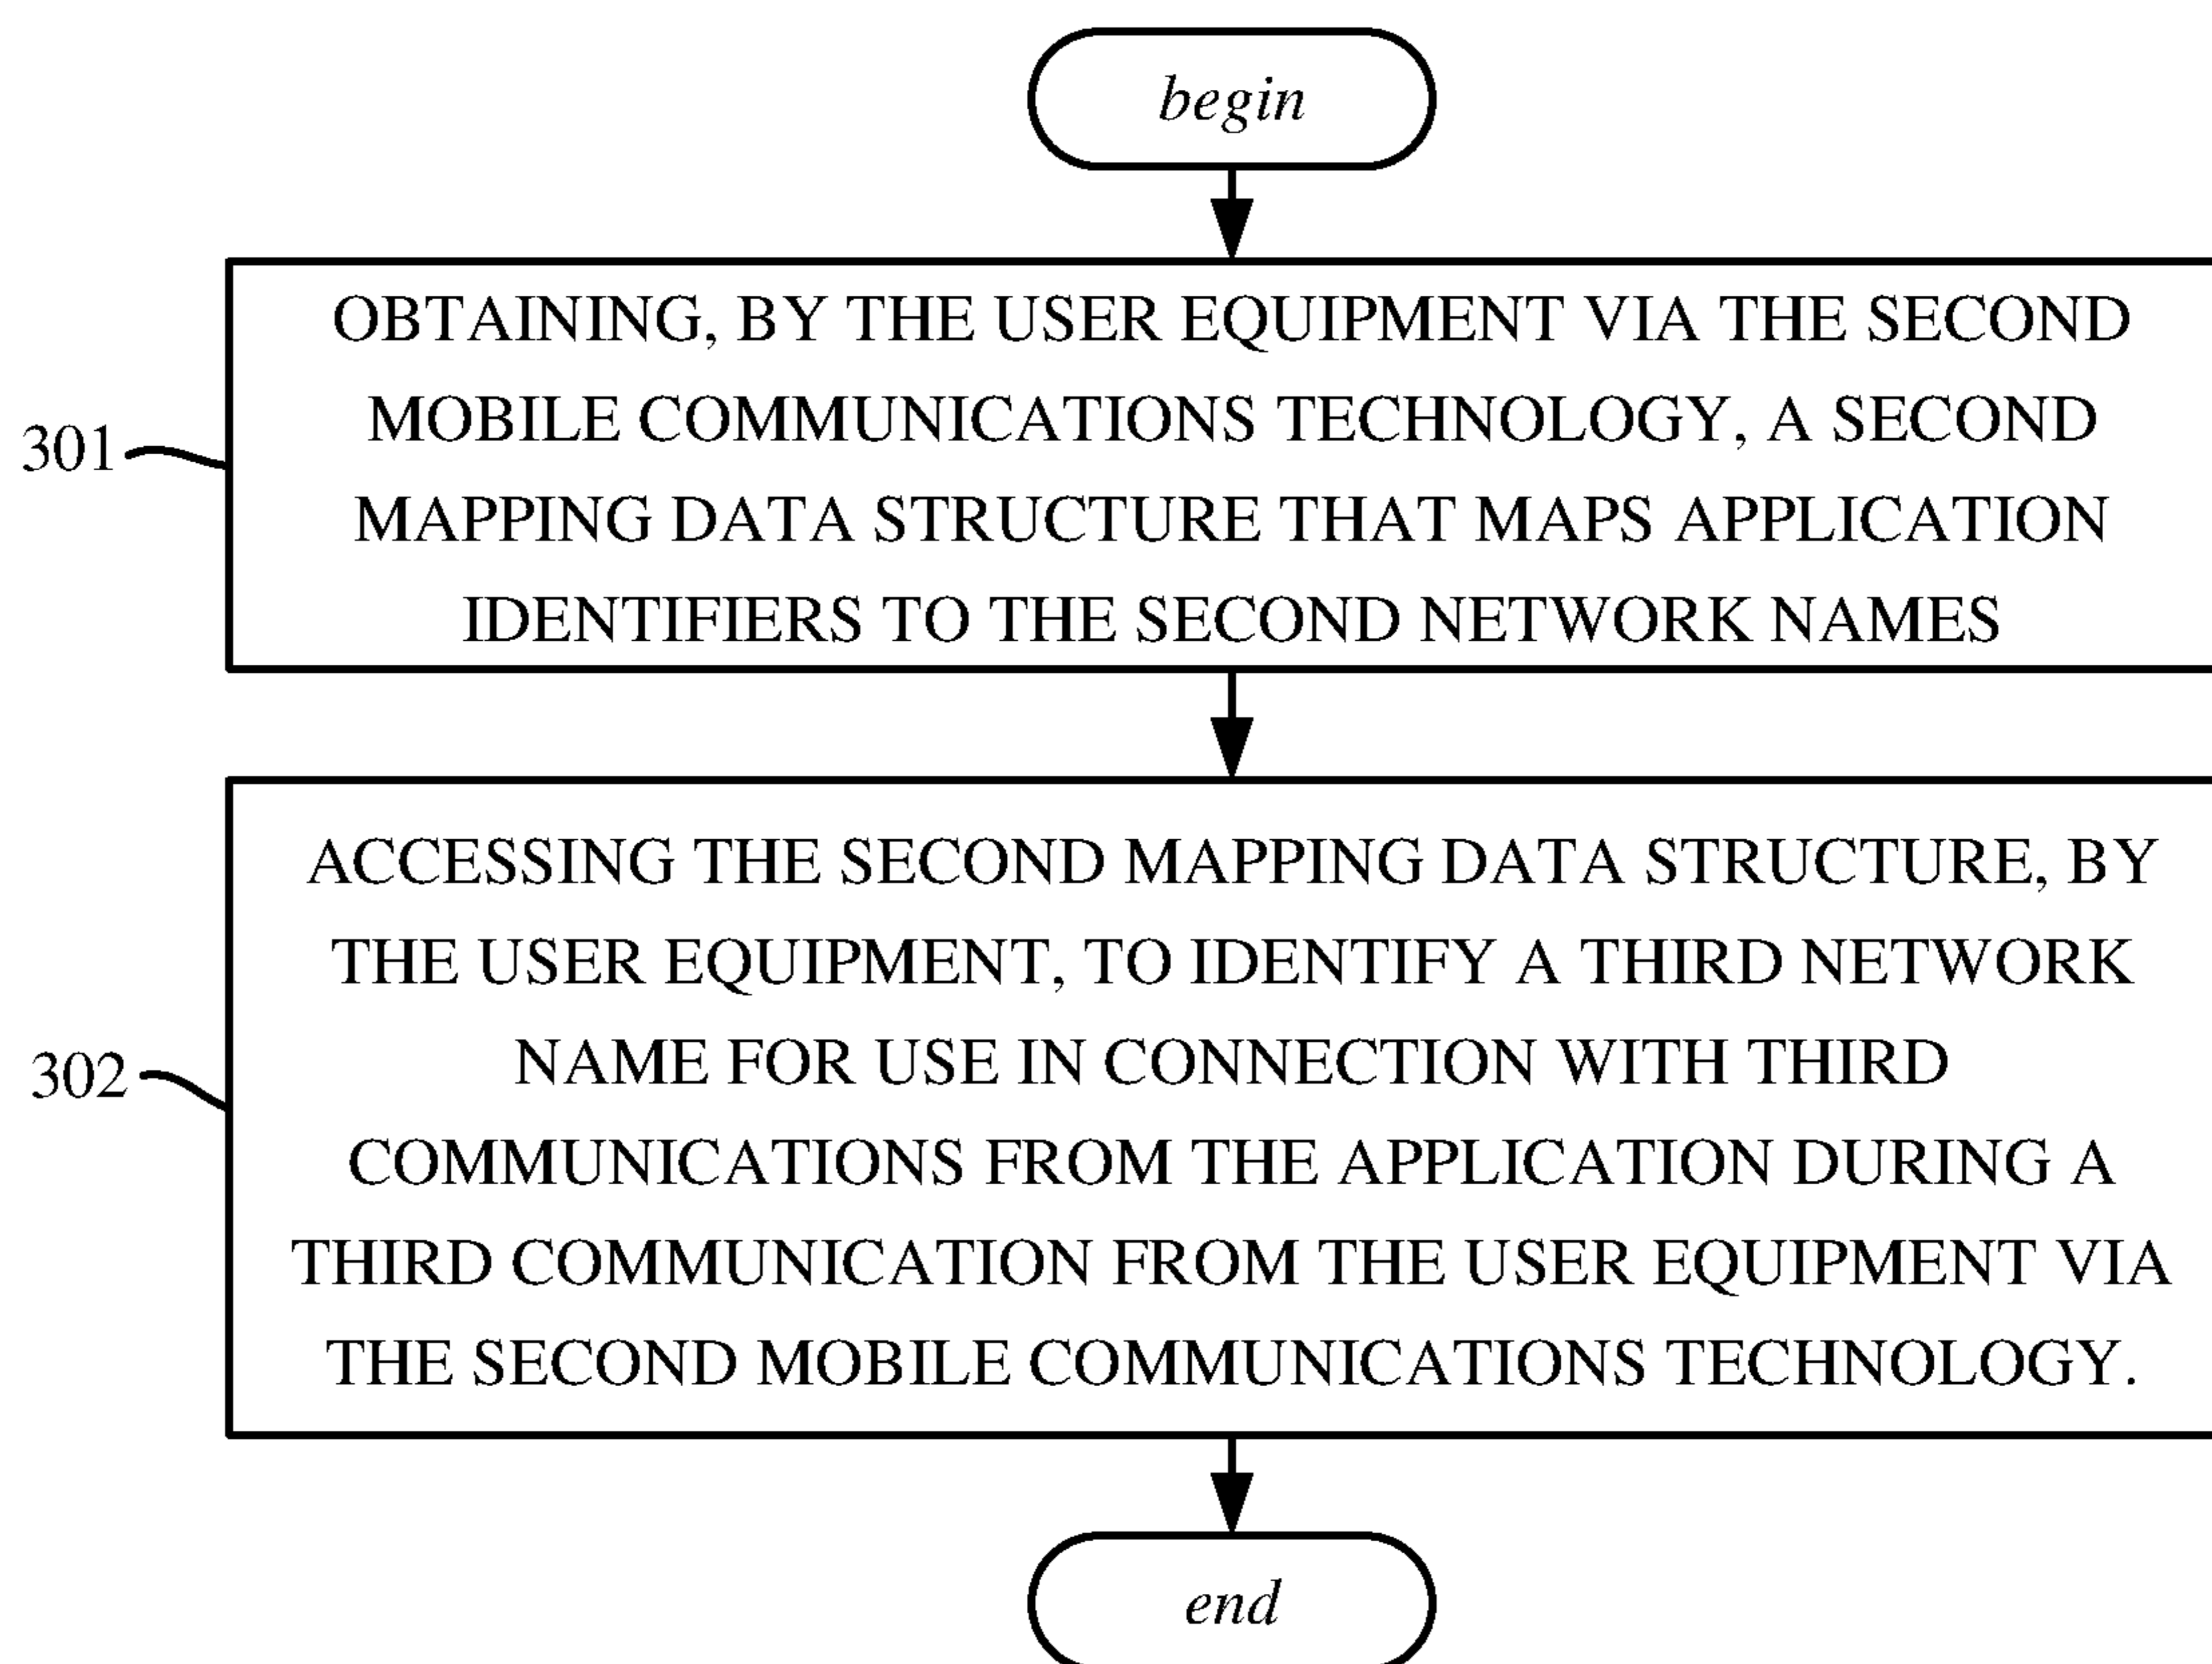 begin
OBTAINING, BY THE USER EQUIPMENT VIA THE SECOND
MOBILE COMMUNICATIONS TECHNOLOGY, A SECOND
MAPPING DATA STRUCTURE THAT MAPS APPLICATION
IDENTIFIERS TO THE SECOND NETWORK NAMES
301
ACCESSING THE SECOND MAPPING DATA STRUCTURE, BY
THE USER EQUIPMENT, TO IDENTIFY A THIRD NETWORK
NAME FOR USE IN CONNECTION WITH THIRD
COMMUNICATIONS FROM THE APPLICATION DURING A
THIRD COMMUNICATION FROM THE USER EQUIPMENT VIA
THE SECOND MOBILE COMMUNICATIONS TECHNOLOGY.
302
end